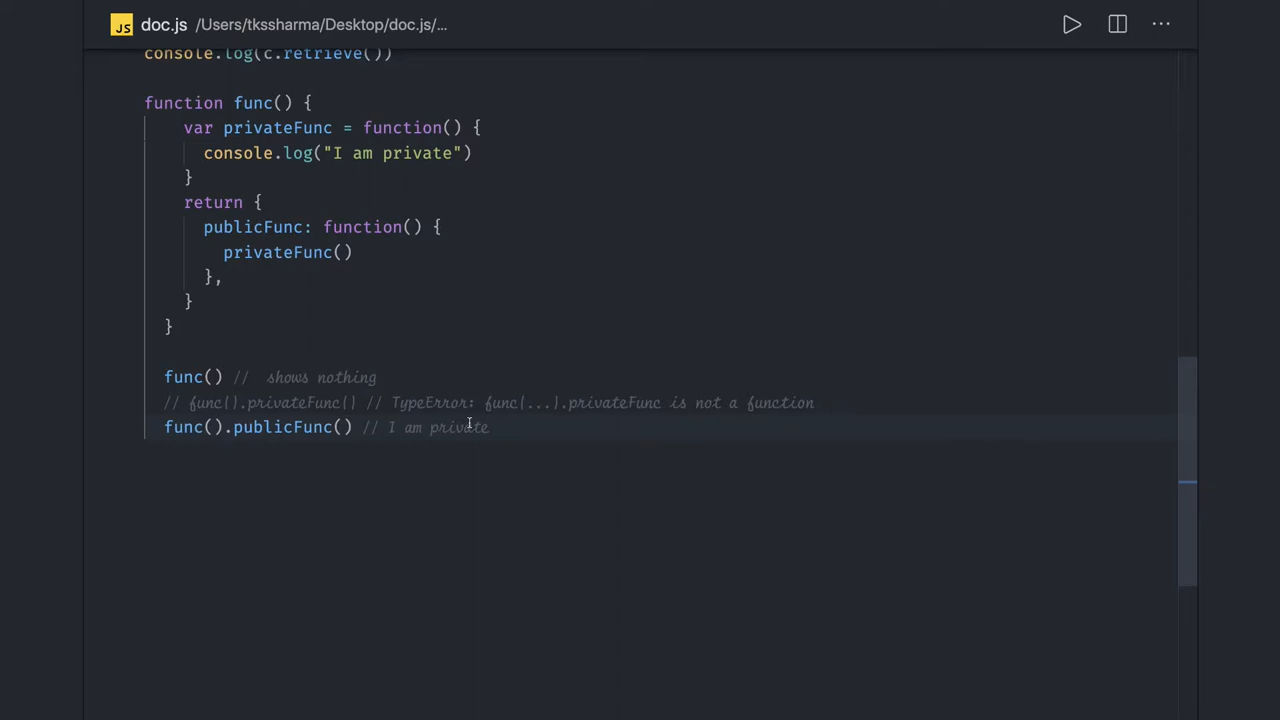 JS doc.js /Users/tkssharma/Desktop/doc.js/...
console.log(c.retrieve())
function func() {
var privateFunc = function() {
console.log("I am private")
}
return {
publicFunc: function() {
privateFunc()
},
}
}
func() //  shows nothing
// func().privateFunc() // TypeError: func(...).privateFunc is not a function
func().publicFunc() // I am private